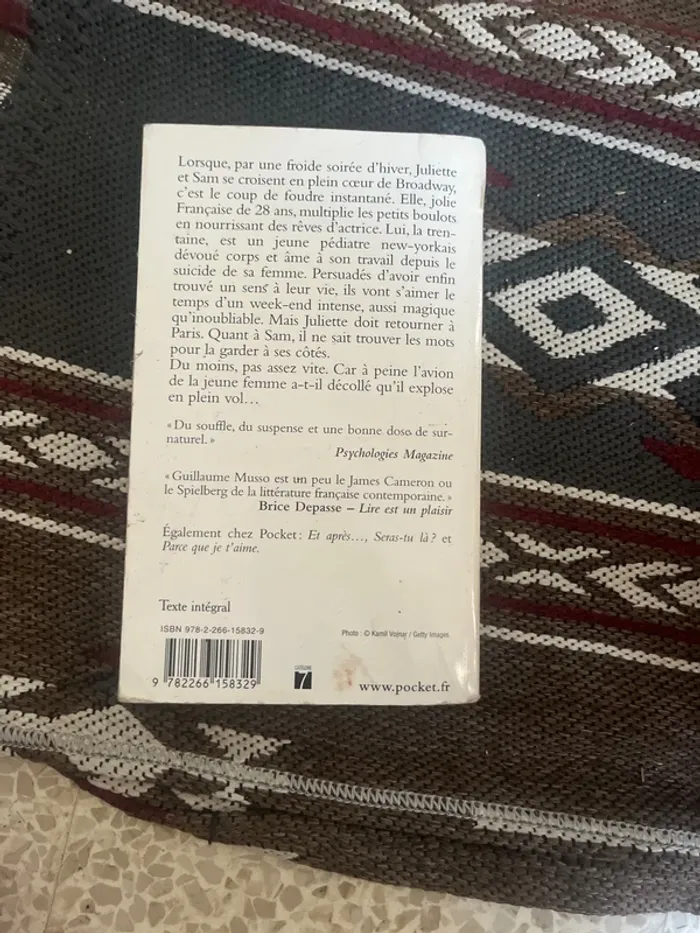 Lorsque, par une froide soirée d'hiver, Juliette
et Sam se croisent en plein cœur de Broadway,
c'est le coup de foudre instantané. Elle, jolie
Française de 28 ans, multiplie les petits boulots
en nourrissant des rêves d'actrice. Lui, la tren-
taine, est un jeune pédiatre new-yorkais
dévoué corps et âme à son travail depuis le
suicide de sa femme. Persuadés d'avoir enfin
trouvé un sens à leur vie, ils vont s'aimer le
temps d'un week-end intense, aussi magique
qu'inoubliable. Mais Juliette doit retourner à
Paris. Quant à Sam, il ne sait trouver les mots
pour la garder à ses côtés.
Du moins, pas assez vite. Car à peine l'avion
de la jeune femme a-t-il décollé qu'il explose
en plein vol…
« Du souffle, du suspense et une bonne dose de sur-
naturel. »
Psychologies Magazine
« Guillaume Musso est un peu le James Cameron ou
le Spielberg de la littérature française contemporaine. »
Brice Depasse – Lire est un plaisir
Également chez Pocket : Et après…, Seras-tu là ? et
Parce que je t'aime.
Texte intégral
ISBN 978-2-266-15832-9
Photo : © Kamil Vojnar / Getty Images
9 782266 158329
CATÉGORIE
7
www.pocket.fr